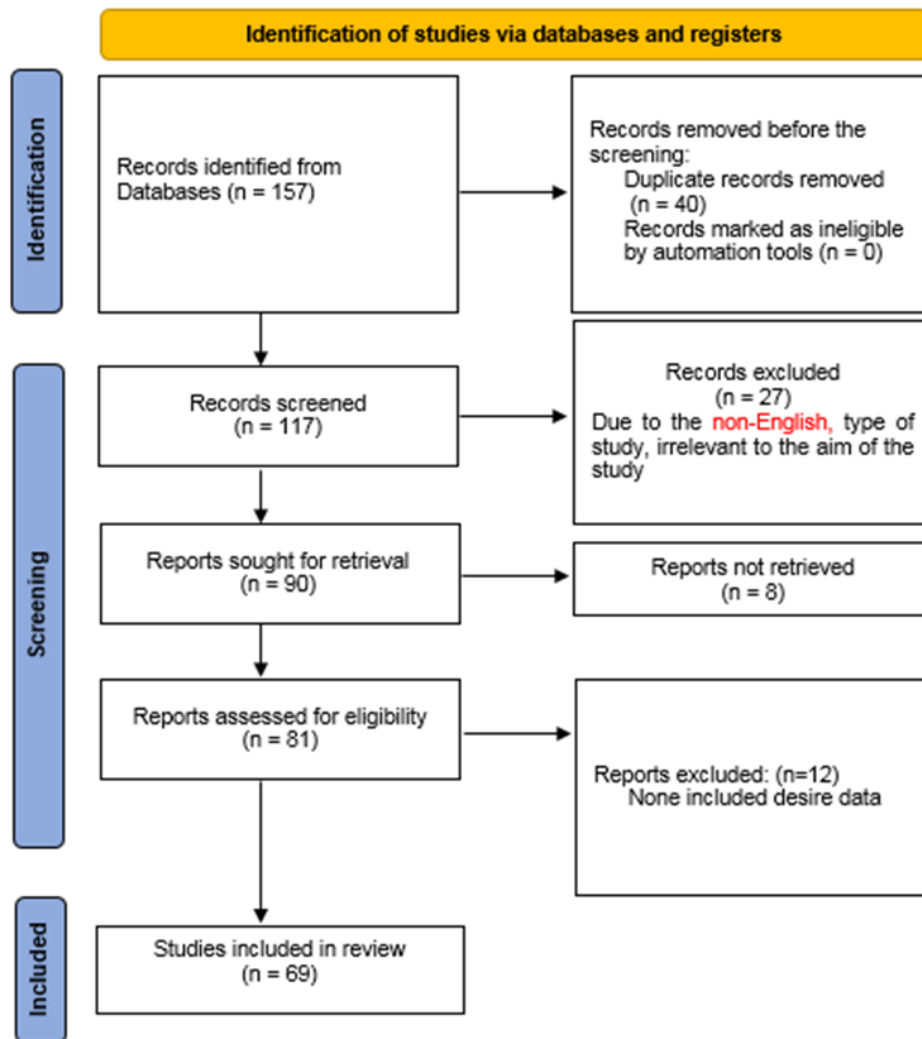 Identification of studies via databases and registers
Identification
Records identified from
Databases (n = 157)
Records removed before the
screening:
Duplicate records removed
(n = 40)
Records marked as ineligible
by automation tools (n = 0)
Screening
Records screened
(n = 117)
Records excluded
(n = 27)
Due to the non-English, type of
study, irrelevant to the aim of the
study
Reports sought for retrieval
(n = 90)
Reports not retrieved
(n = 8)
Reports assessed for eligibility
(n = 81)
Reports excluded: (n=12)
None included desire data
Included
Studies included in review
(n = 69)